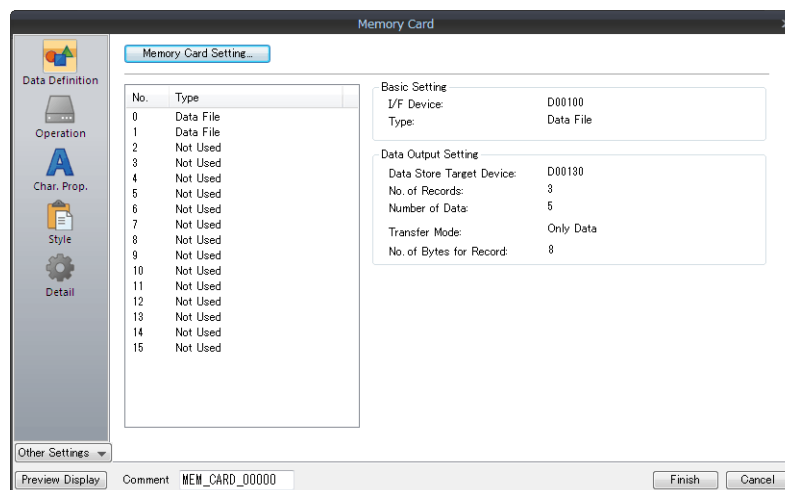 Memory Card
Data Definition
Operation
Char. Prop.
Style
Detail
Other Settings
Preview Display
Memory Card Setting...
No. Type
0 Data File
1 Data File
2 Not Used
3 Not Used
4 Not Used
5 Not Used
6 Not Used
7 Not Used
8 Not Used
9 Not Used
10 Not Used
11 Not Used
12 Not Used
13 Not Used
14 Not Used
15 Not Used
Basic Setting
I/F Device: D00100
Type: Data File
Data Output Setting
Data Store Target Device: D00130
No. of Records: 3
Number of Data: 5
Transfer Mode: Only Data
No. of Bytes for Record: 8
Comment MEM_CARD_00000
Finish Cancel